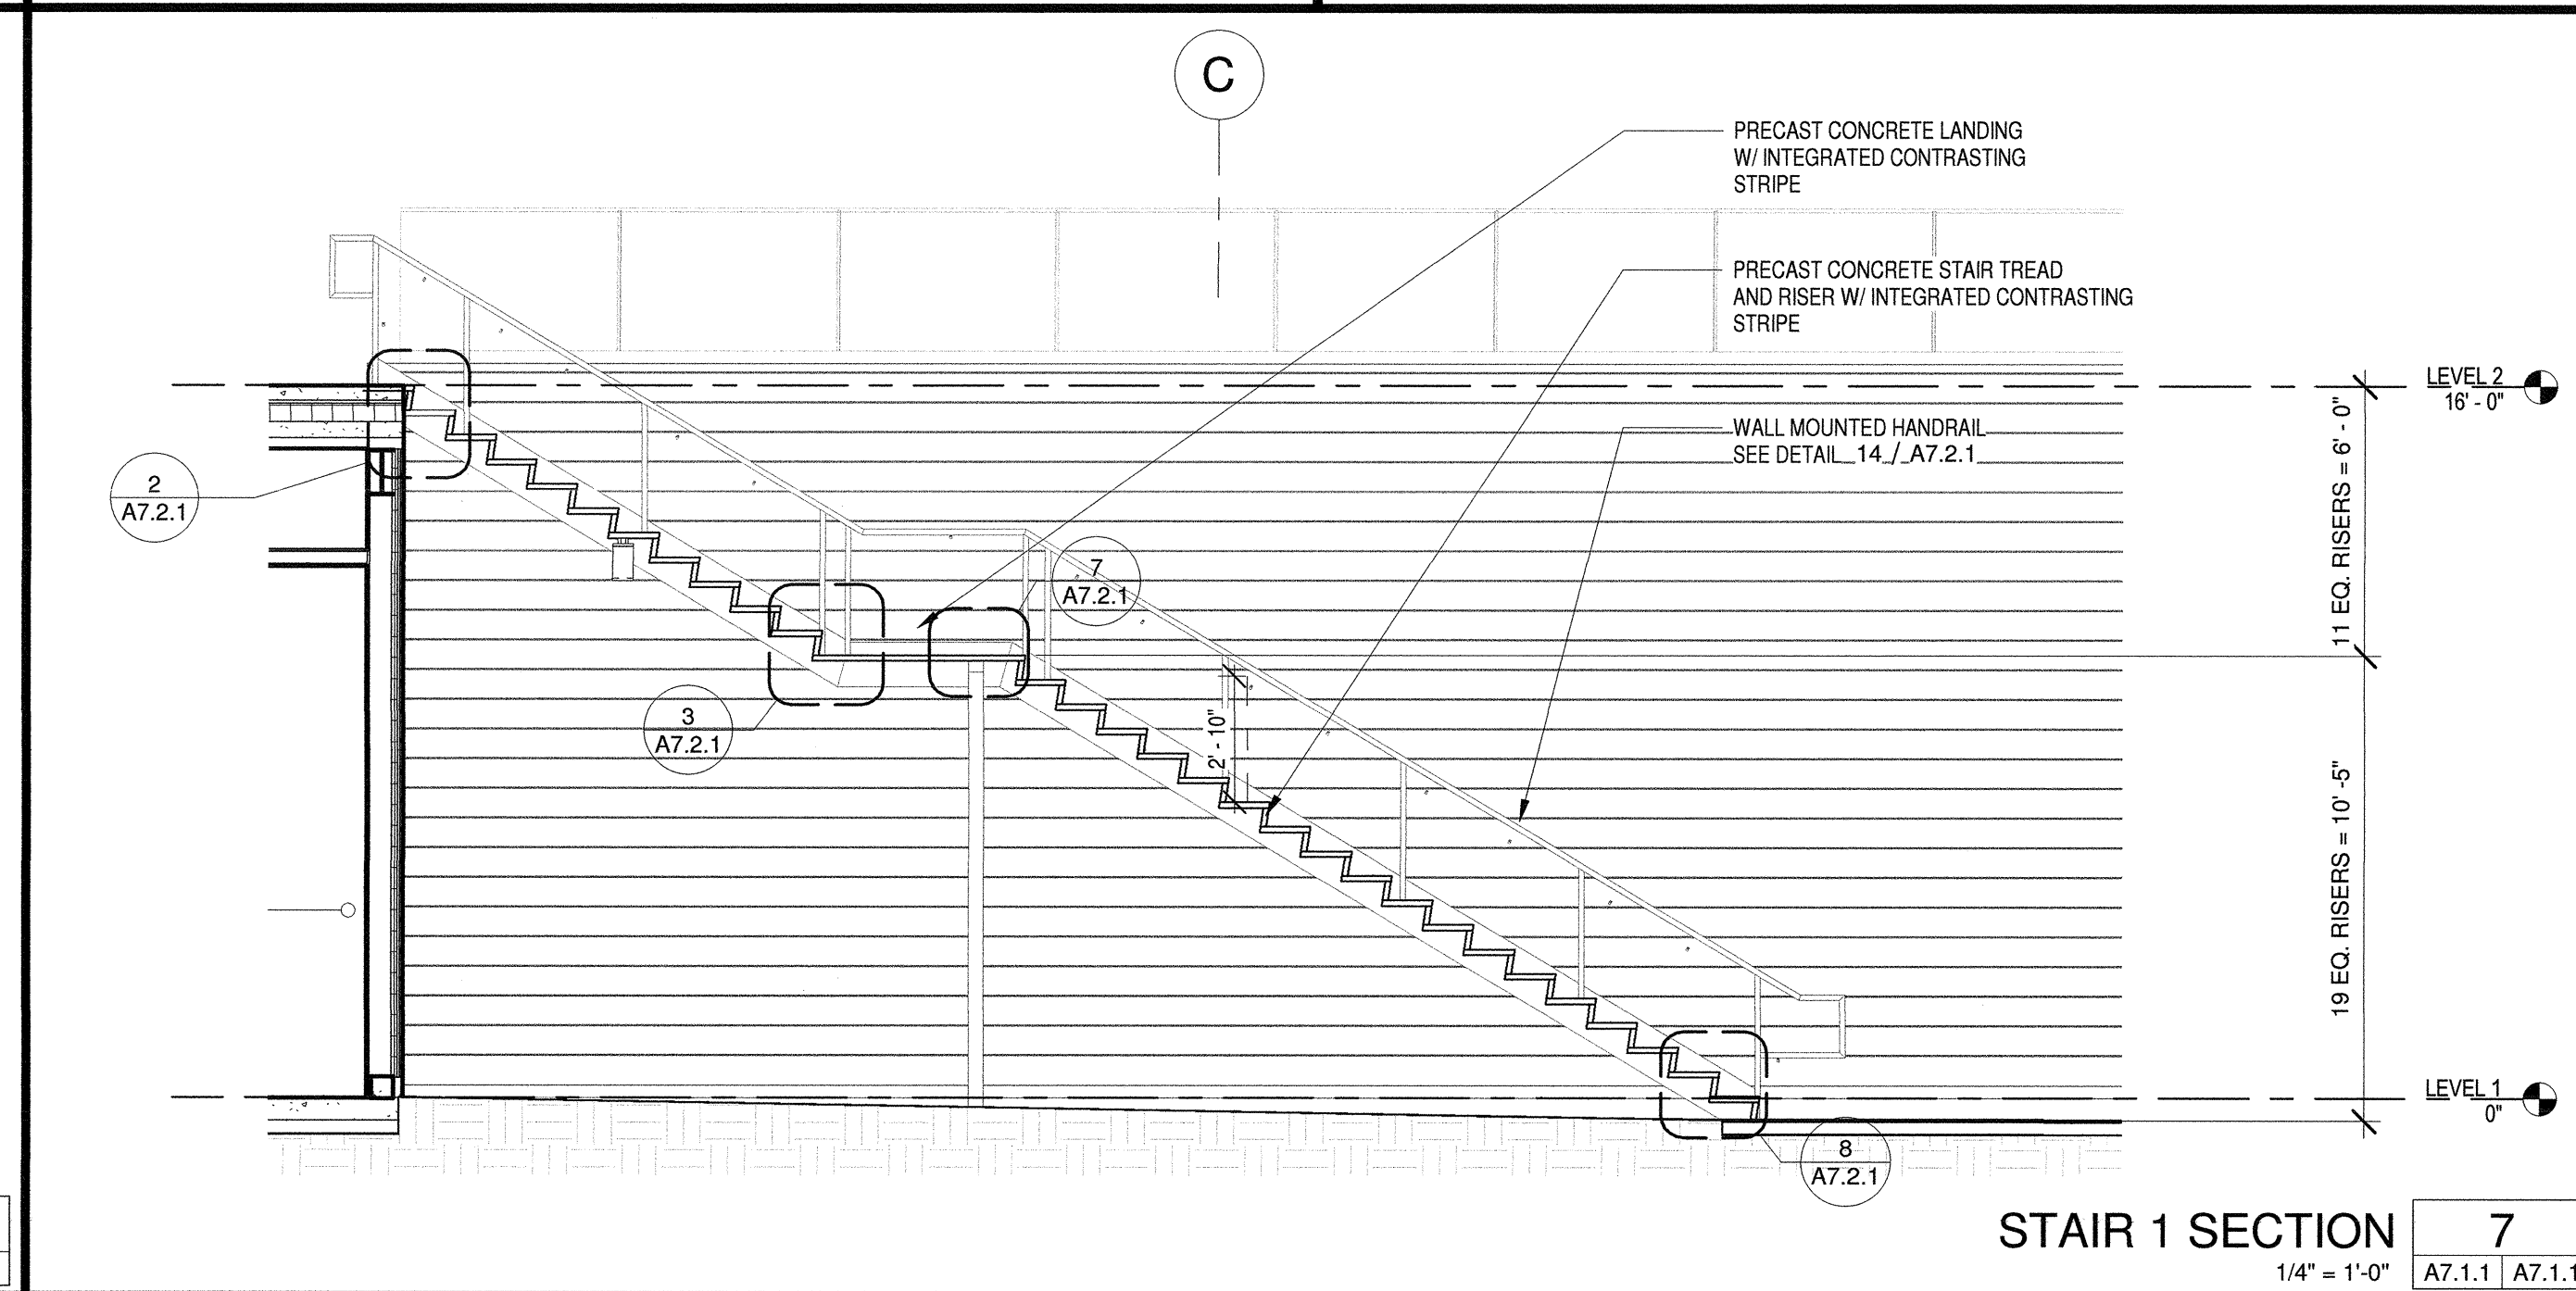 C
PRECAST CONCRETE LANDING
W/ INTEGRATED CONTRASTING
STRIPE
PRECAST CONCRETE STAIR TREAD
AND RISER W/ INTEGRATED CONTRASTING
STRIPE
WALL MOUNTED HANDRAIL
SEE DETAIL 14 / A7.2.1
LEVEL 2
16' - 0"
11 EQ. RISERS = 6' - 0"
2
A7.2.1
7
A7.2.1
3
A7.2.1
2' - 10"
19 EQ. RISERS = 10' -5"
LEVEL 1
0"
8
A7.2.1
STAIR 1 SECTION
1/4" = 1'-0"
7
A7.1.1
A7.1.1